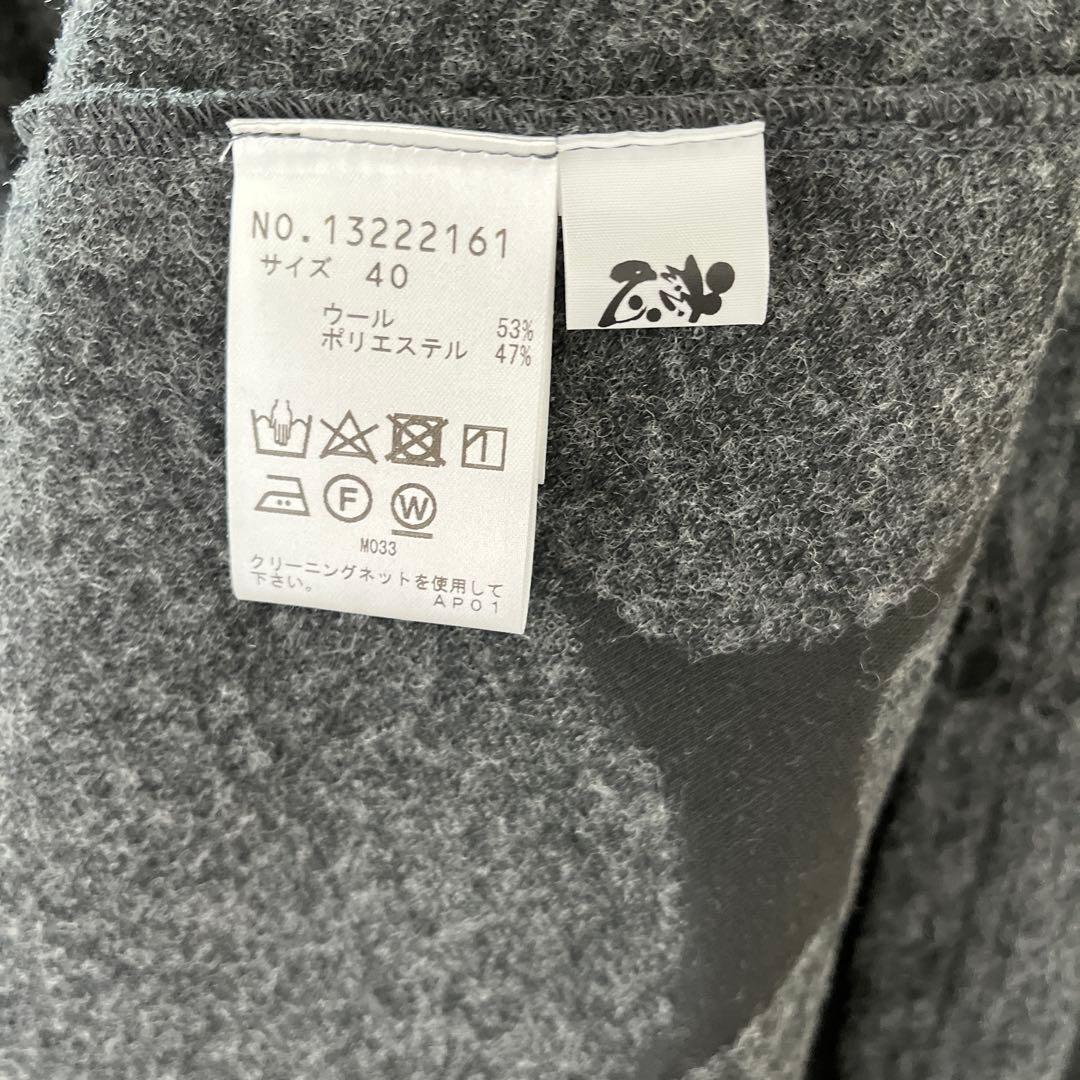 NO.13222161
サイズ 40
ウール 53%
ポリエステル 47%
F W
M033
クリーニングネットを使用して
下さい。
AP01